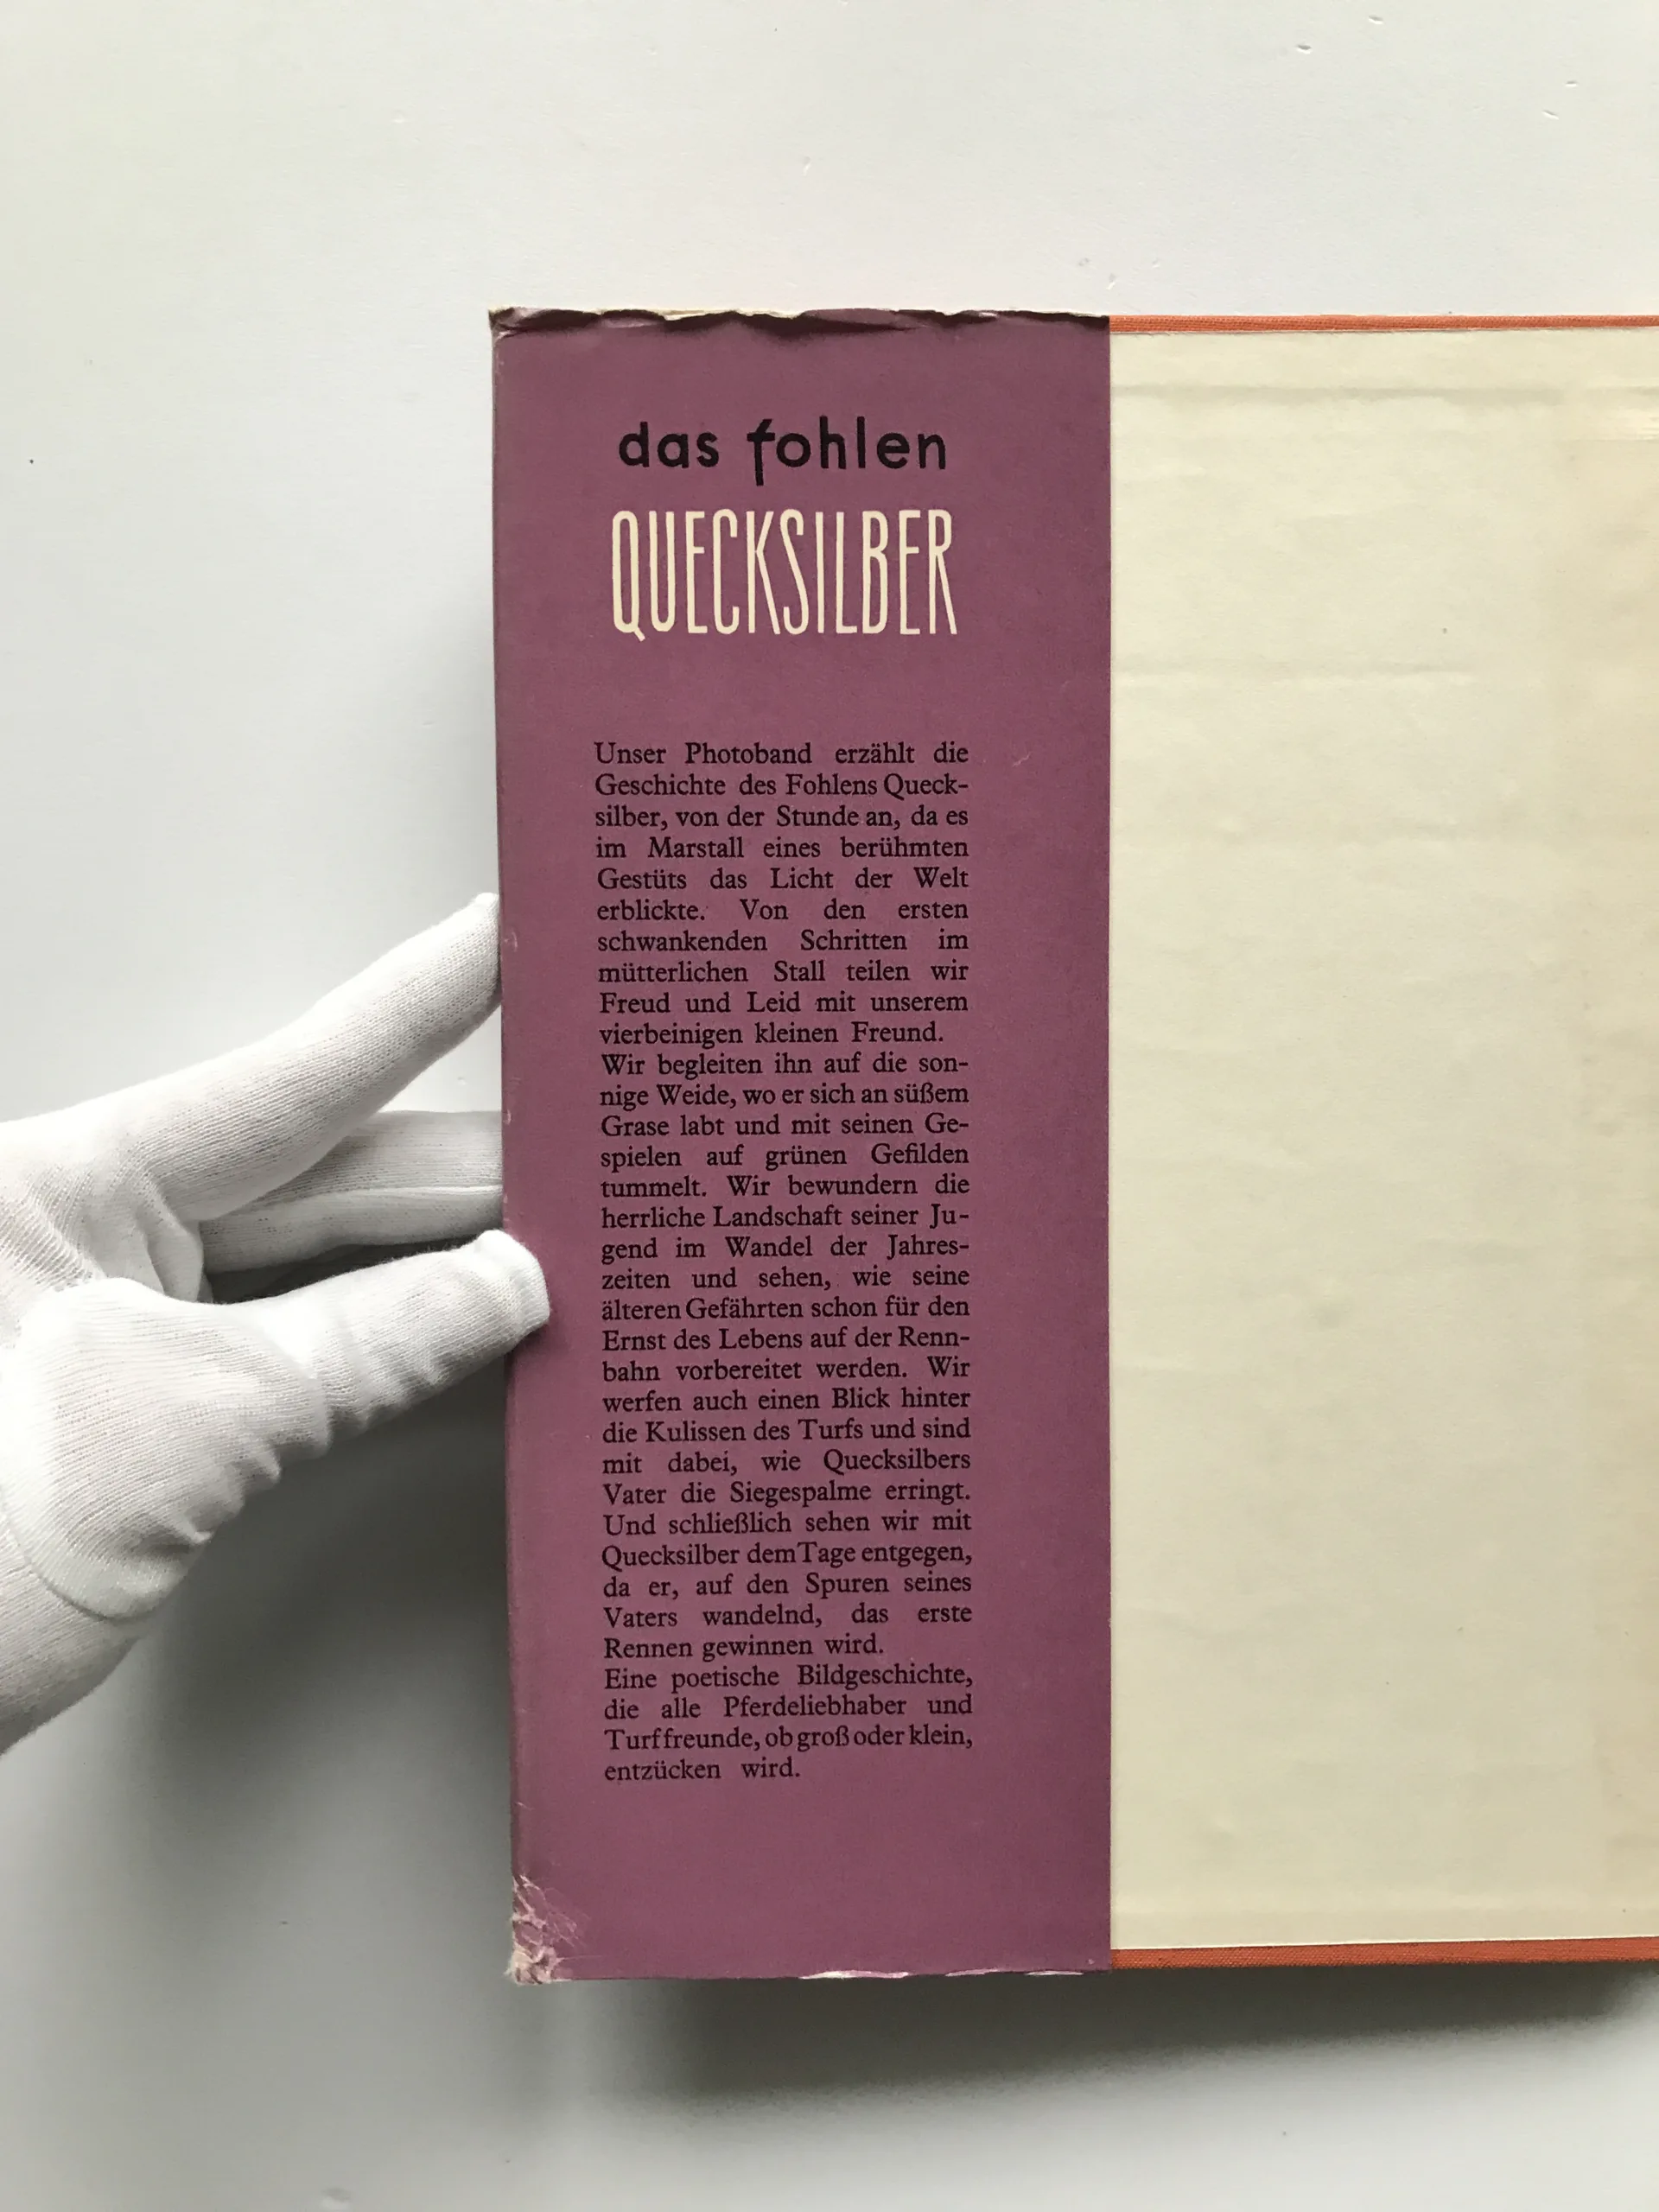 das fohlen
QUECKSILBER
Unser Photoband erzählt die
Geschichte des Fohlens Queck-
silber, von der Stunde an, da es
im Marstall eines berühmten
Gestüts das Licht der Welt
erblickte. Von den ersten
schwankenden Schritten im
mütterlichen Stall teilen wir
Freud und Leid mit unserem
vierbeinigen kleinen Freund.
Wir begleiten ihn auf die son-
nige Weide, wo er sich an süßem
Grase labt und mit seinen Ge-
spielen auf grünen Gefilden
tummelt. Wir bewundern die
herrliche Landschaft seiner Ju-
gend im Wandel der Jahres-
zeiten und sehen, wie seine
älteren Gefährten schon für den
Ernst des Lebens auf der Renn-
bahn vorbereitet werden. Wir
werfen auch einen Blick hinter
die Kulissen des Turfs und sind
mit dabei, wie Quecksilbers
Vater die Siegespalme erringt.
Und schließlich sehen wir mit
Quecksilber dem Tage entgegen,
da er, auf den Spuren seines
Vaters wandelnd, das erste
Rennen gewinnen wird.
Eine poetische Bildgeschichte,
die alle Pferdeliebhaber und
Turffreunde, ob groß oder klein,
entzücken wird.